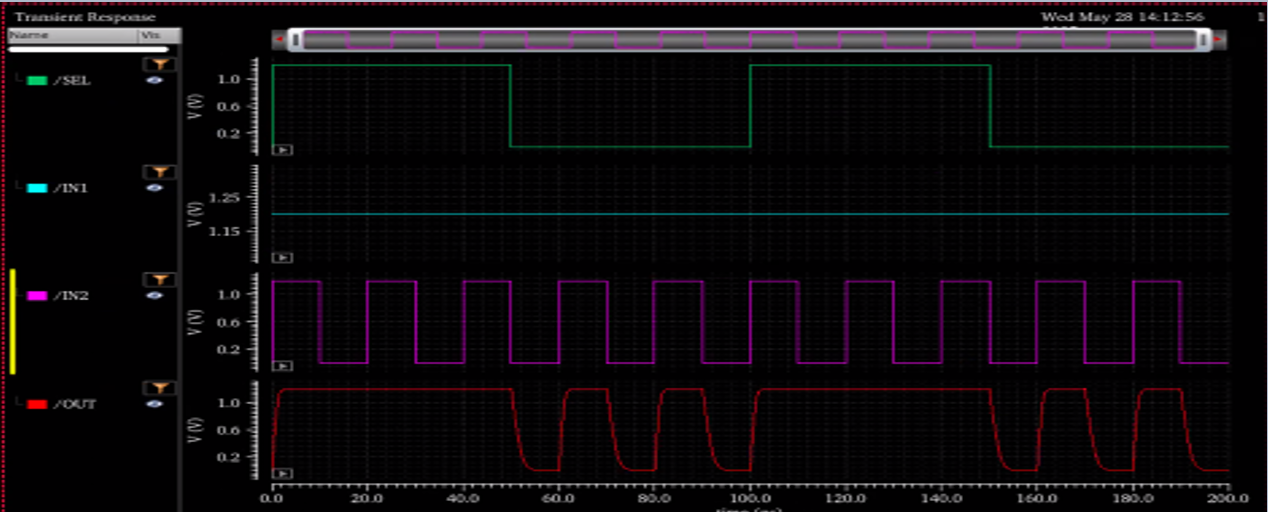 Transient Response
Wed May 28 14:12:56
1
Name
Vis
/SEL
V (V)
1.0
0.6
0.2
/IN1
V (V)
1.25
1.15
/IN2
V (V)
1.0
0.6
0.2
/OUT
V (V)
1.0
0.6
0.2
0.0 20.0 40.0 60.0 80.0 100.0 120.0 140.0 160.0 180.0 200.0
time (ns)